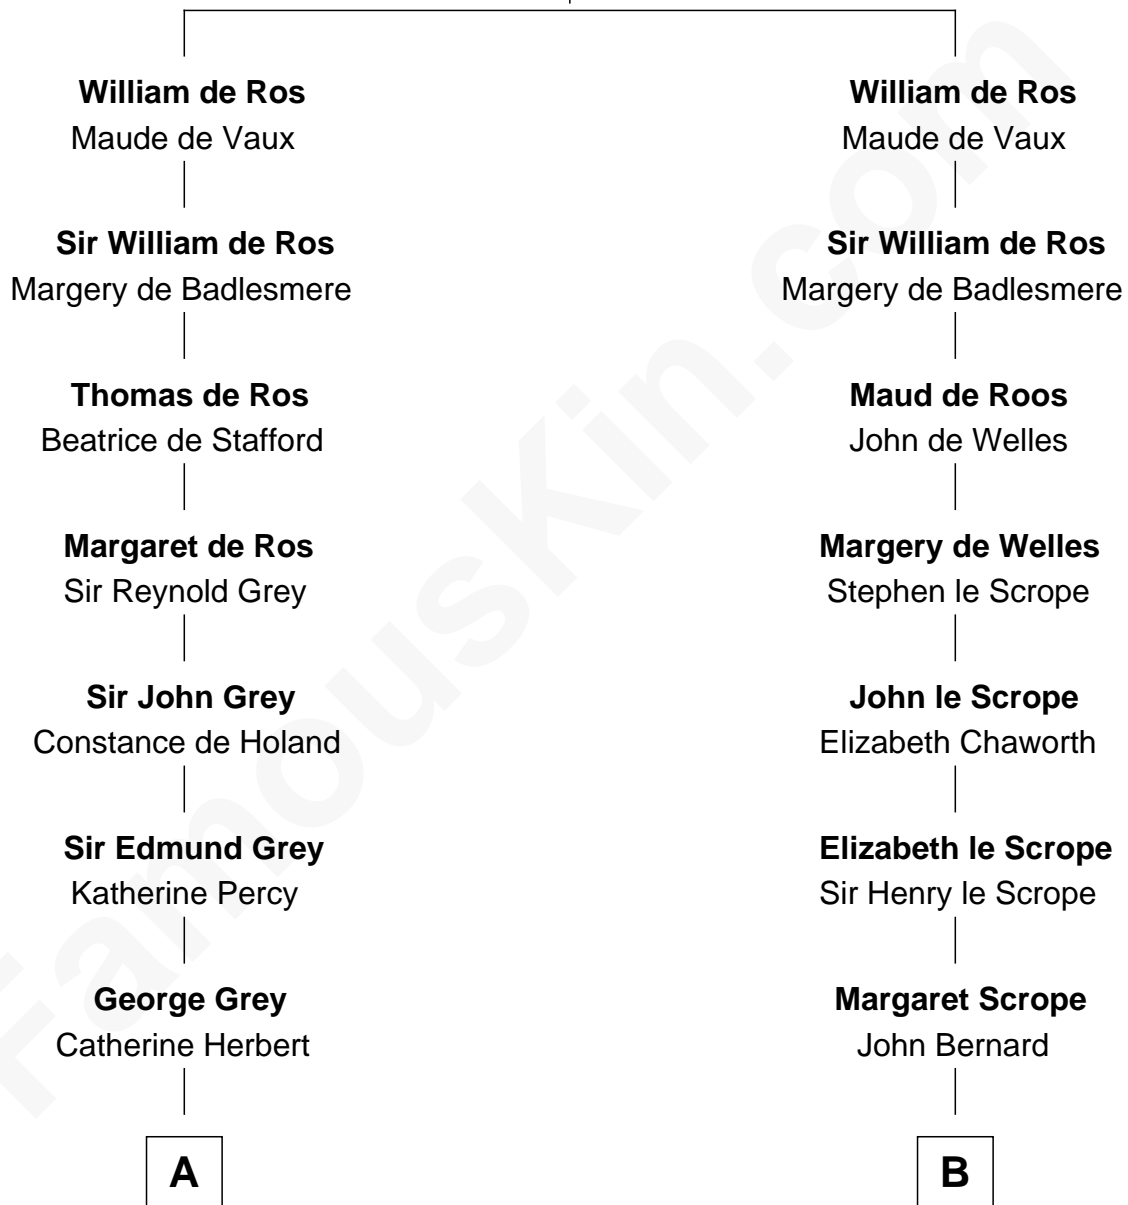 William de Ros
Maude de Vaux
Sir William de Ros
Margery de Badlesmere
Thomas de Ros
Beatrice de Stafford
Margaret de Ros
Sir Reynold Grey
Sir John Grey
Constance de Holand
Sir Edmund Grey
Katherine Percy
George Grey
Catherine Herbert
A
William de Ros
Maude de Vaux
Sir William de Ros
Margery de Badlesmere
Maud de Roos
John de Welles
Margery de Welles
Stephen le Scrope
John le Scrope
Elizabeth Chaworth
Elizabeth le Scrope
Sir Henry le Scrope
Margaret Scrope
John Bernard
B
FamousKin.com